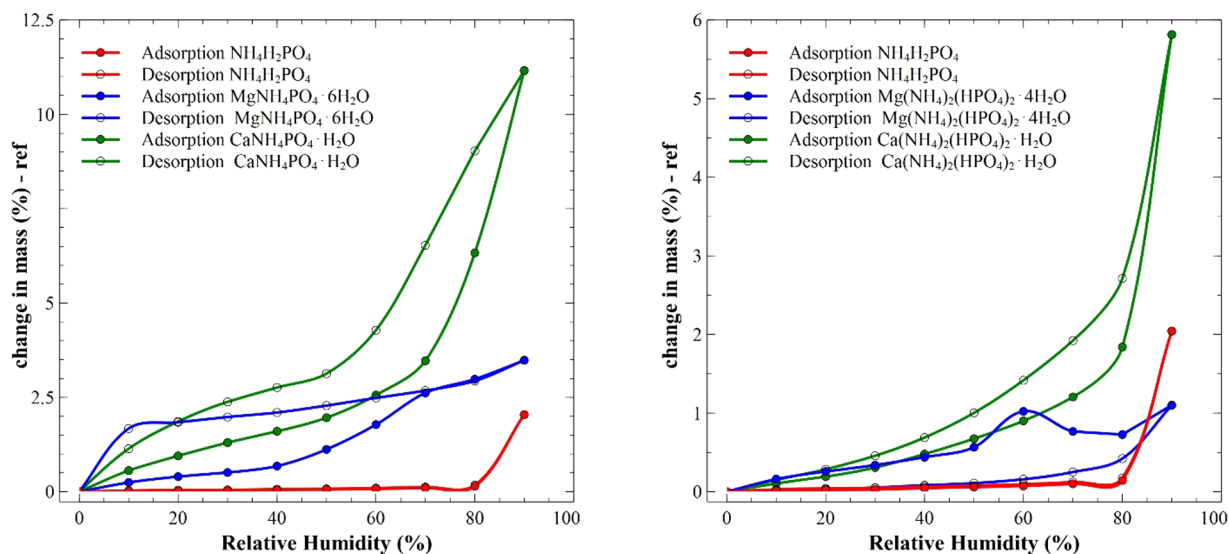 12.5
10
5
2.5
0
0
20
40
60
80
100
change in mass (%) - ref
Relative Humidity (%)
Adsorption NH₄H₂PO₄
Desorption NH₄H₂PO₄
Adsorption MgNH₄PO₄·6H₂O
Desorption MgNH₄PO₄·6H₂O
Adsorption CaNH₄PO₄·H₂O
Desorption CaNH₄PO₄·H₂O
6
5
4
3
2
1
0
0
20
40
60
80
100
change in mass (%) - ref
Relative Humidity (%)
Adsorption NH₄H₂PO₄
Desorption NH₄H₂PO₄
Adsorption Mg(NH₄)₂(HPO₄)₂·4H₂O
Desorption Mg(NH₄)₂(HPO₄)₂·4H₂O
Adsorption Ca(NH₄)₂(HPO₄)₂·H₂O
Desorption Ca(NH₄)₂(HPO₄)₂·H₂O